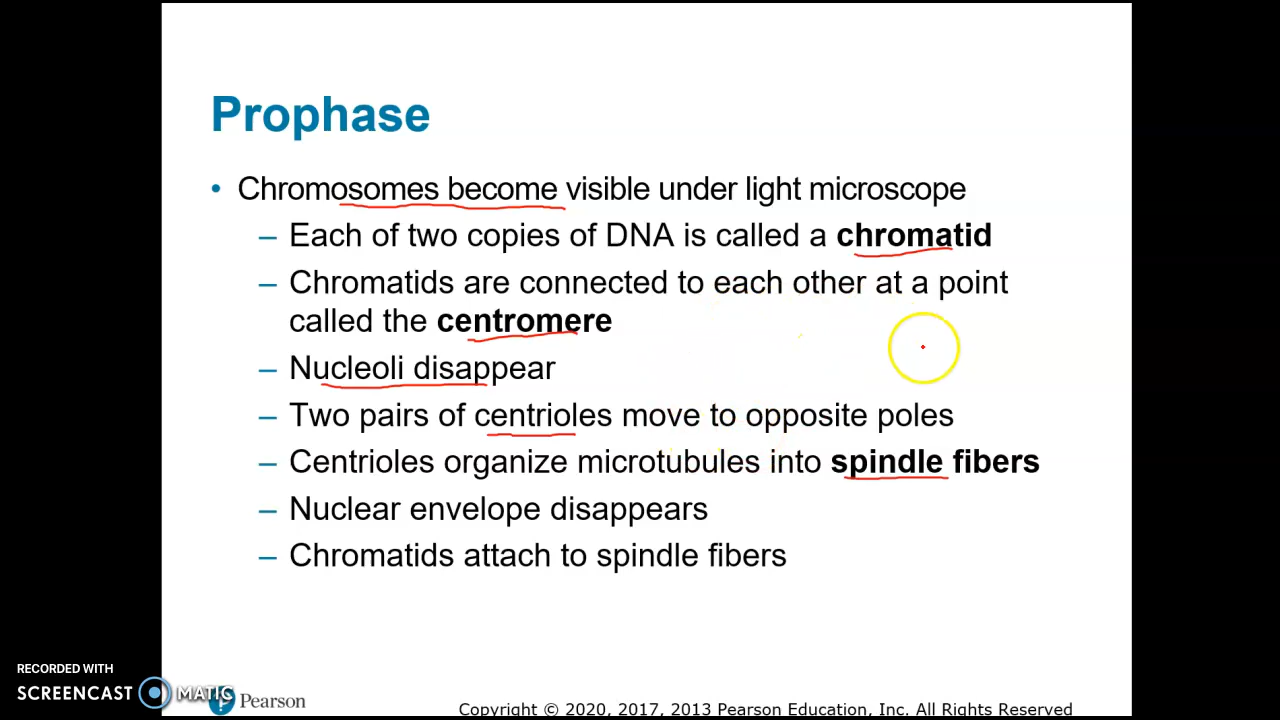 Prophase
• Chromosomes become visible under light microscope
– Each of two copies of DNA is called a chromatid
– Chromatids are connected to each other at a point
called the centromere
– Nucleoli disappear
– Two pairs of centrioles move to opposite poles
– Centrioles organize microtubules into spindle fibers
– Nuclear envelope disappears
– Chromatids attach to spindle fibers
RECORDED WITH
SCREENCAST MATIC
Pearson
Copyright © 2020, 2017, 2013 Pearson Education, Inc. All Rights Reserved